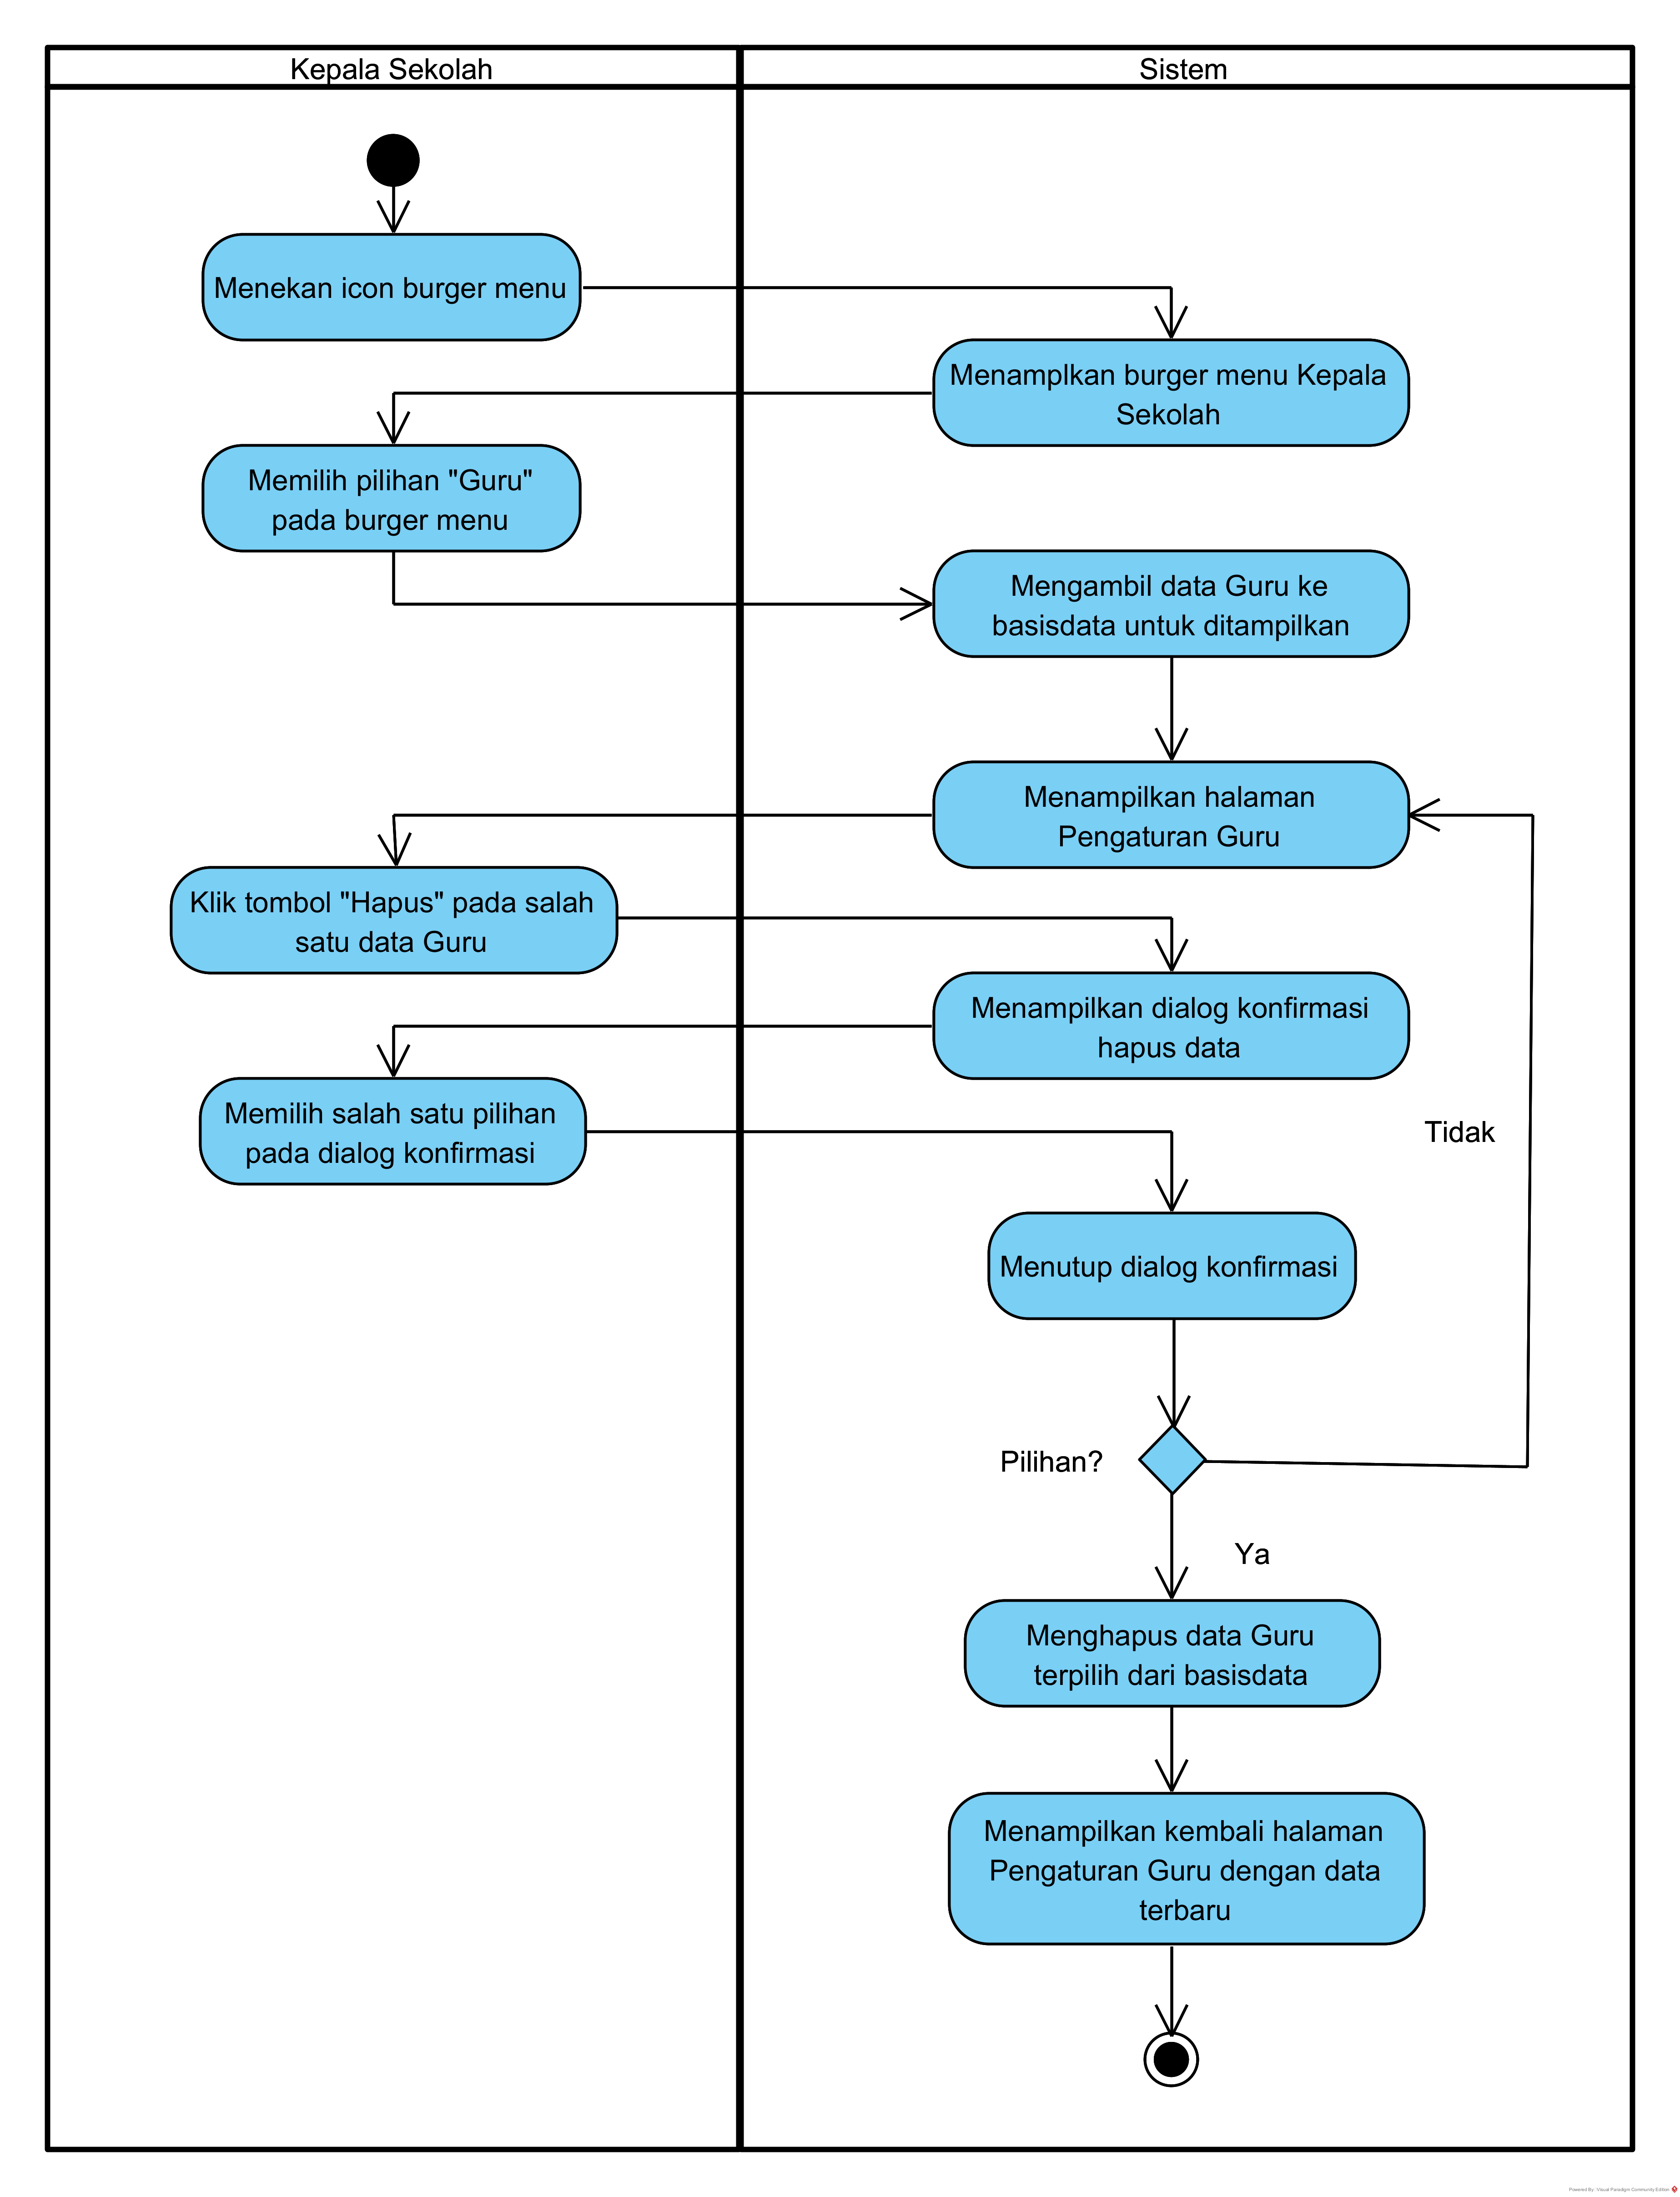 Kepala Sekolah
Sistem
Menekan icon burger menu
Menamplkan burger menu Kepala
Sekolah
Memilih pilihan "Guru"
pada burger menu
Mengambil data Guru ke
basisdata untuk ditampilkan
Menampilkan halaman
Pengaturan Guru
Klik tombol "Hapus" pada salah
satu data Guru
Menampilkan dialog konfirmasi
hapus data
Memilih salah satu pilihan
pada dialog konfirmasi
Tidak
Menutup dialog konfirmasi
Pilihan?
Ya
Menghapus data Guru
terpilih dari basisdata
Menampilkan kembali halaman
Pengaturan Guru dengan data
terbaru
Powered By: Visual Paradigm Community Edition